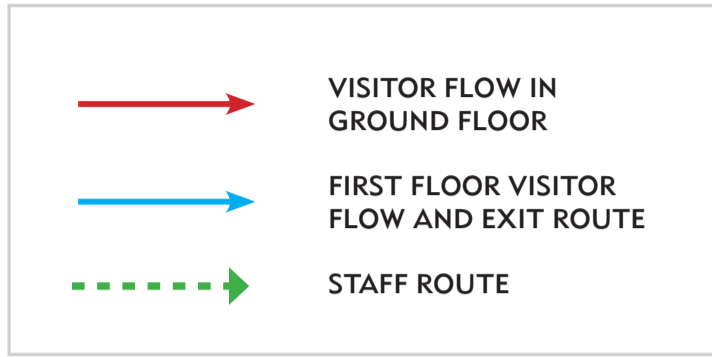 VISITOR FLOW IN
GROUND FLOOR
FIRST FLOOR VISITOR
FLOW AND EXIT ROUTE
STAFF ROUTE